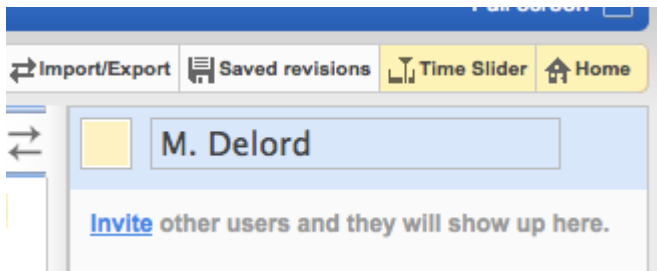 Full screen
Import/Export Saved revisions Time Slider Home
M. Delord
Invite other users and they will show up here.